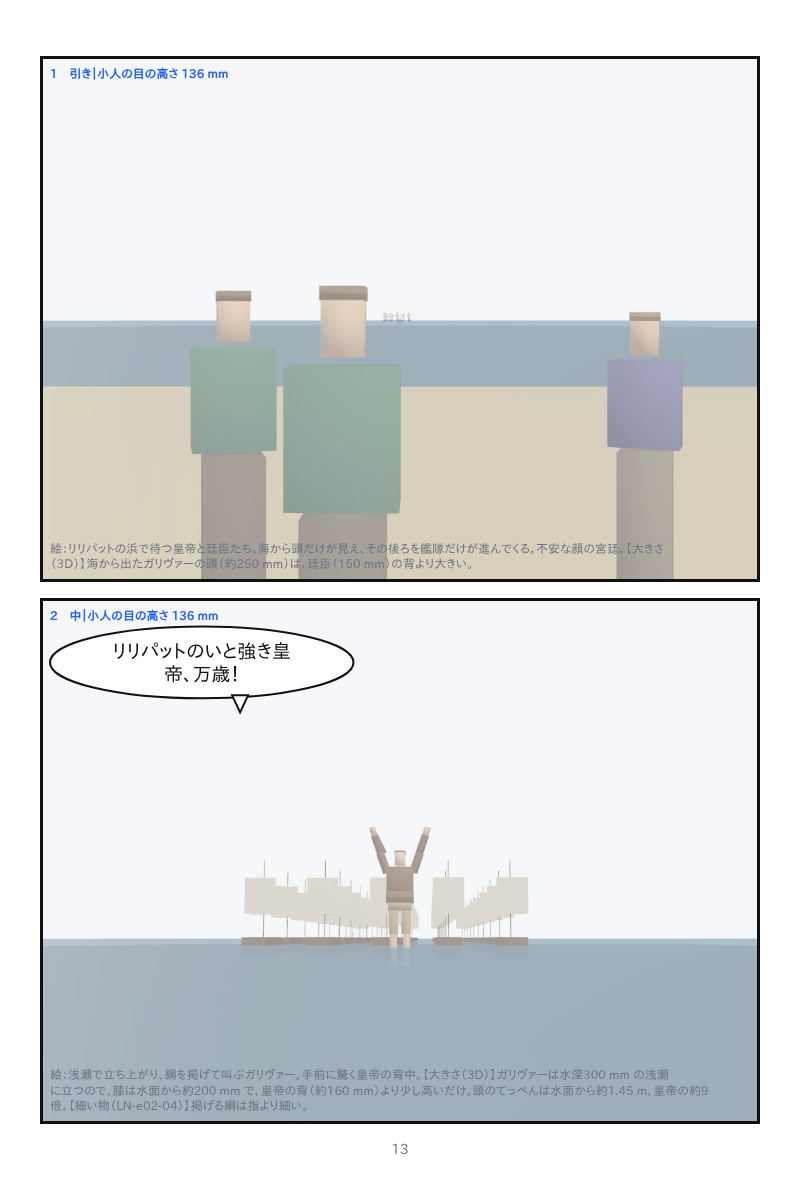 1 引き|小人の目の高さ 136 mm
絵:リリパットの浜で待つ皇帝と廷臣たち。海から頭だけが見え、その後ろを艦隊だけが進んでくる。不安な顔の宮廷。【大きさ
(3D)】海から出たガリヴァーの頭(約250 mm)は、廷臣(150 mm)の背より大きい。
2 中|小人の目の高さ 136 mm
リリパットのいと強き皇
帝、万歳!
絵:浅瀬で立ち上がり、綱を掲げて叫ぶガリヴァー。手前に驚く皇帝の背中。【大きさ(3D)】ガリヴァーは水深300 mm の浅瀬
に立つので、膝は水面から約200 mm で、皇帝の背(約160 mm)より少し高いだけ。頭のてっぺんは水面から約1.45 m、皇帝の約9
倍。【細い物(LN-e02-04)】掲げる綱は指より細い。
13